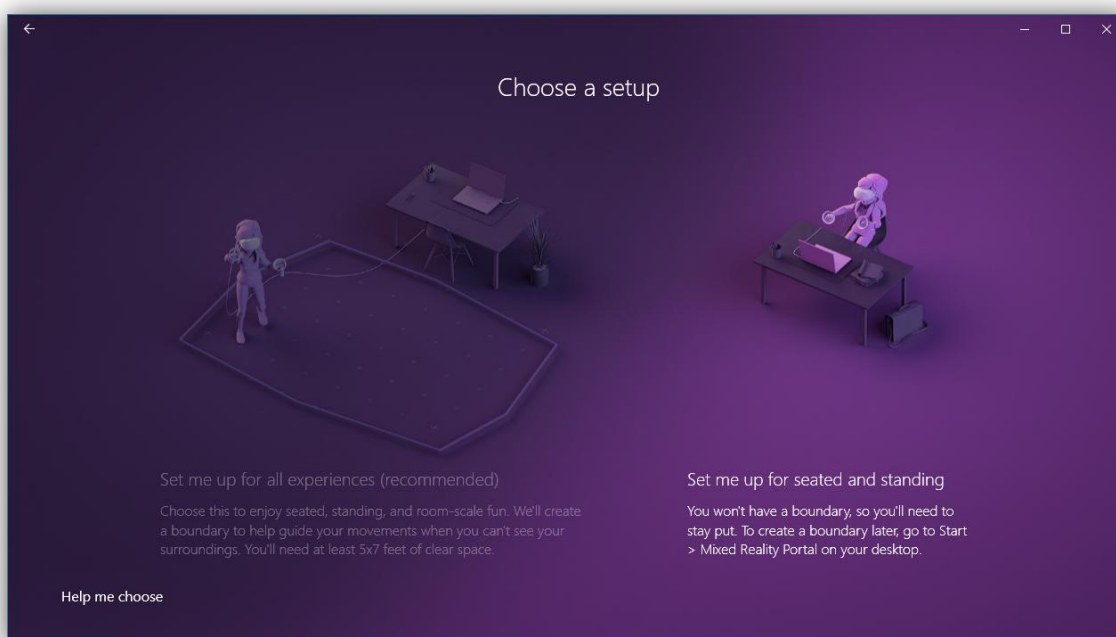 Choose a setup
Set me up for all experiences (recommended)
Choose this to enjoy seated, standing, and room-scale fun. We'll create
a boundary to help guide your movements when you can't see your
surroundings. You'll need at least 5x7 feet of clear space.
Set me up for seated and standing
You won't have a boundary, so you'll need to
stay put. To create a boundary later, go to Start
> Mixed Reality Portal on your desktop.
Help me choose